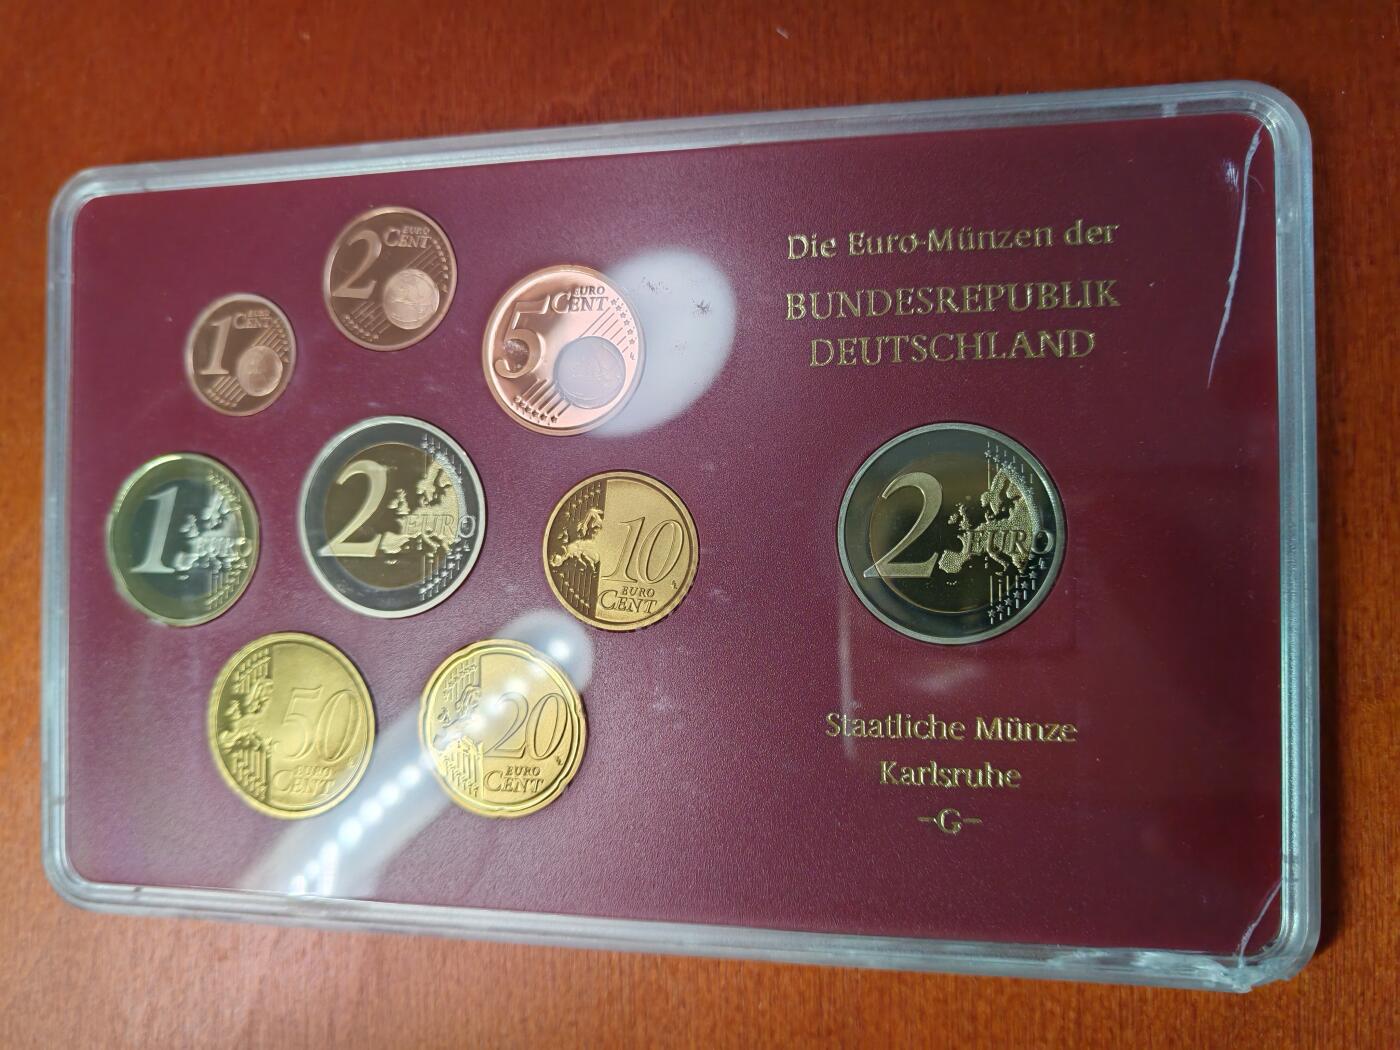 Die Euro-Münzen der
BUNDESREPUBLIK
DEUTSCHLAND
2 EURO CENT
1 EURO CENT
5 EURO CENT
1 EURO
2 EURO
10 EURO CENT
2 EURO
50 EURO CENT
20 EURO CENT
Staatliche Münze
Karlsruhe
-G-